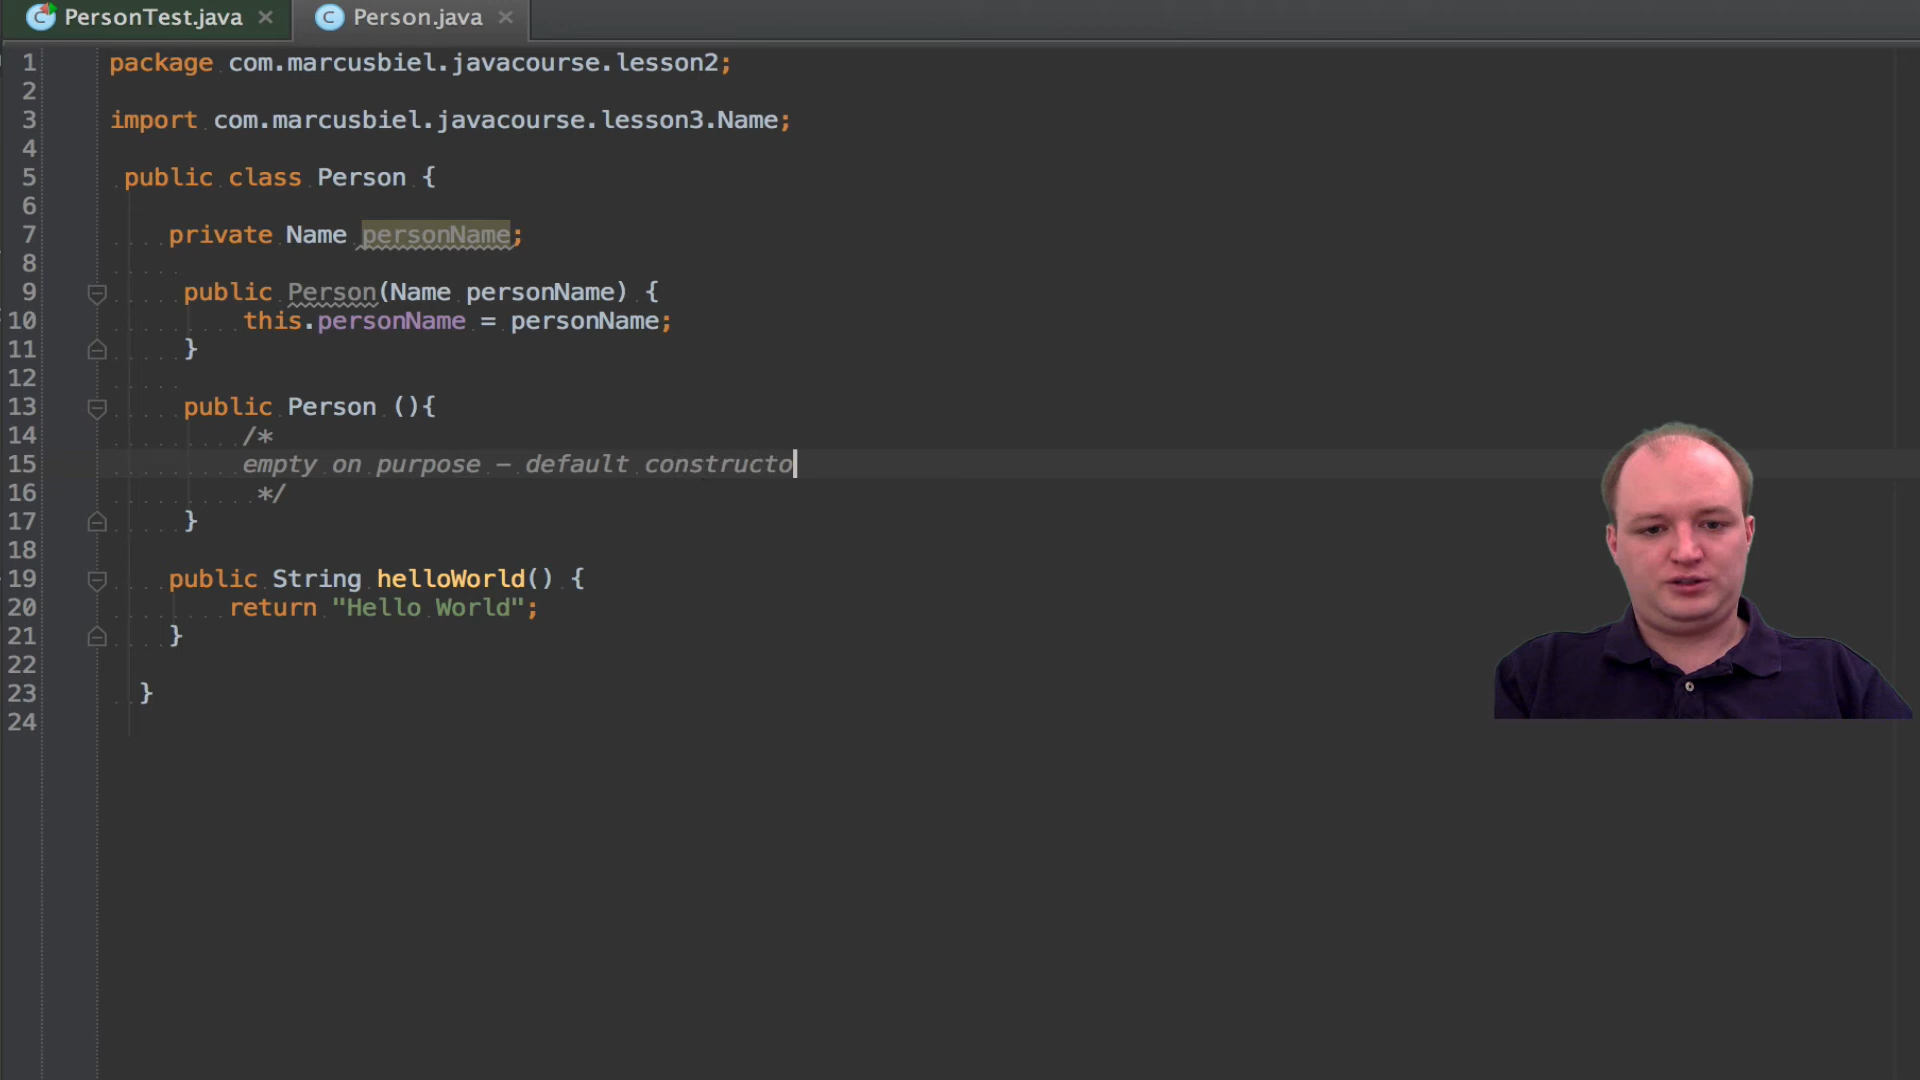 PersonTest.java Person.java
1 package com.marcusbiel.javacourse.lesson2;
2
3 import com.marcusbiel.javacourse.lesson3.Name;
4
5 public class Person {
6
7 private Name personName;
8
9 public Person(Name personName) {
10 this.personName = personName;
11 }
12
13 public Person (){
14 /*
15 empty on purpose – default constructo
16 */
17 }
18
19 public String helloWorld() {
20 return "Hello World";
21 }
22
23 }
24